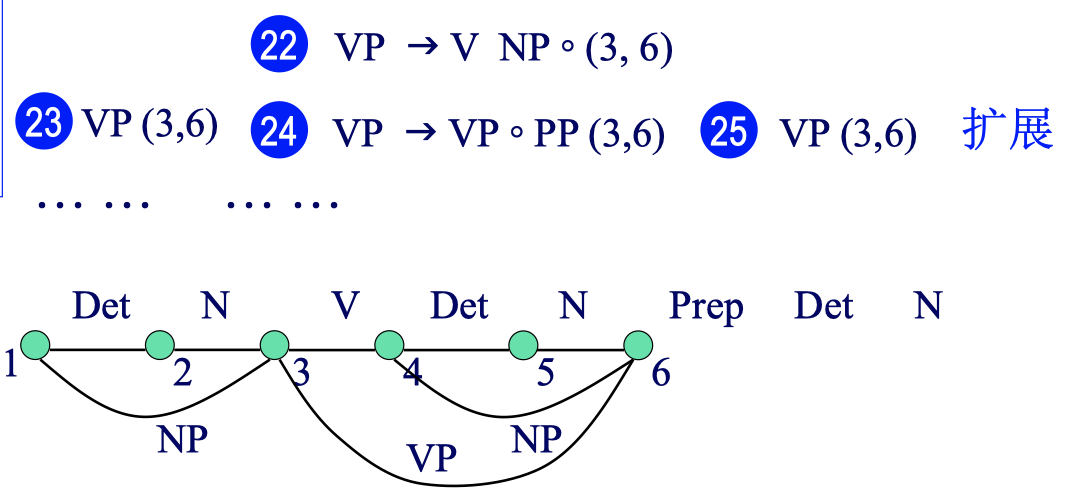 22 VP → V NP ∘ (3, 6)
23 VP (3,6) 24 VP → VP ∘ PP (3,6) 25 VP (3,6) 扩展
… … … …
Det N V Det N Prep Det N
1 2 3 4 5 6
NP VP NP